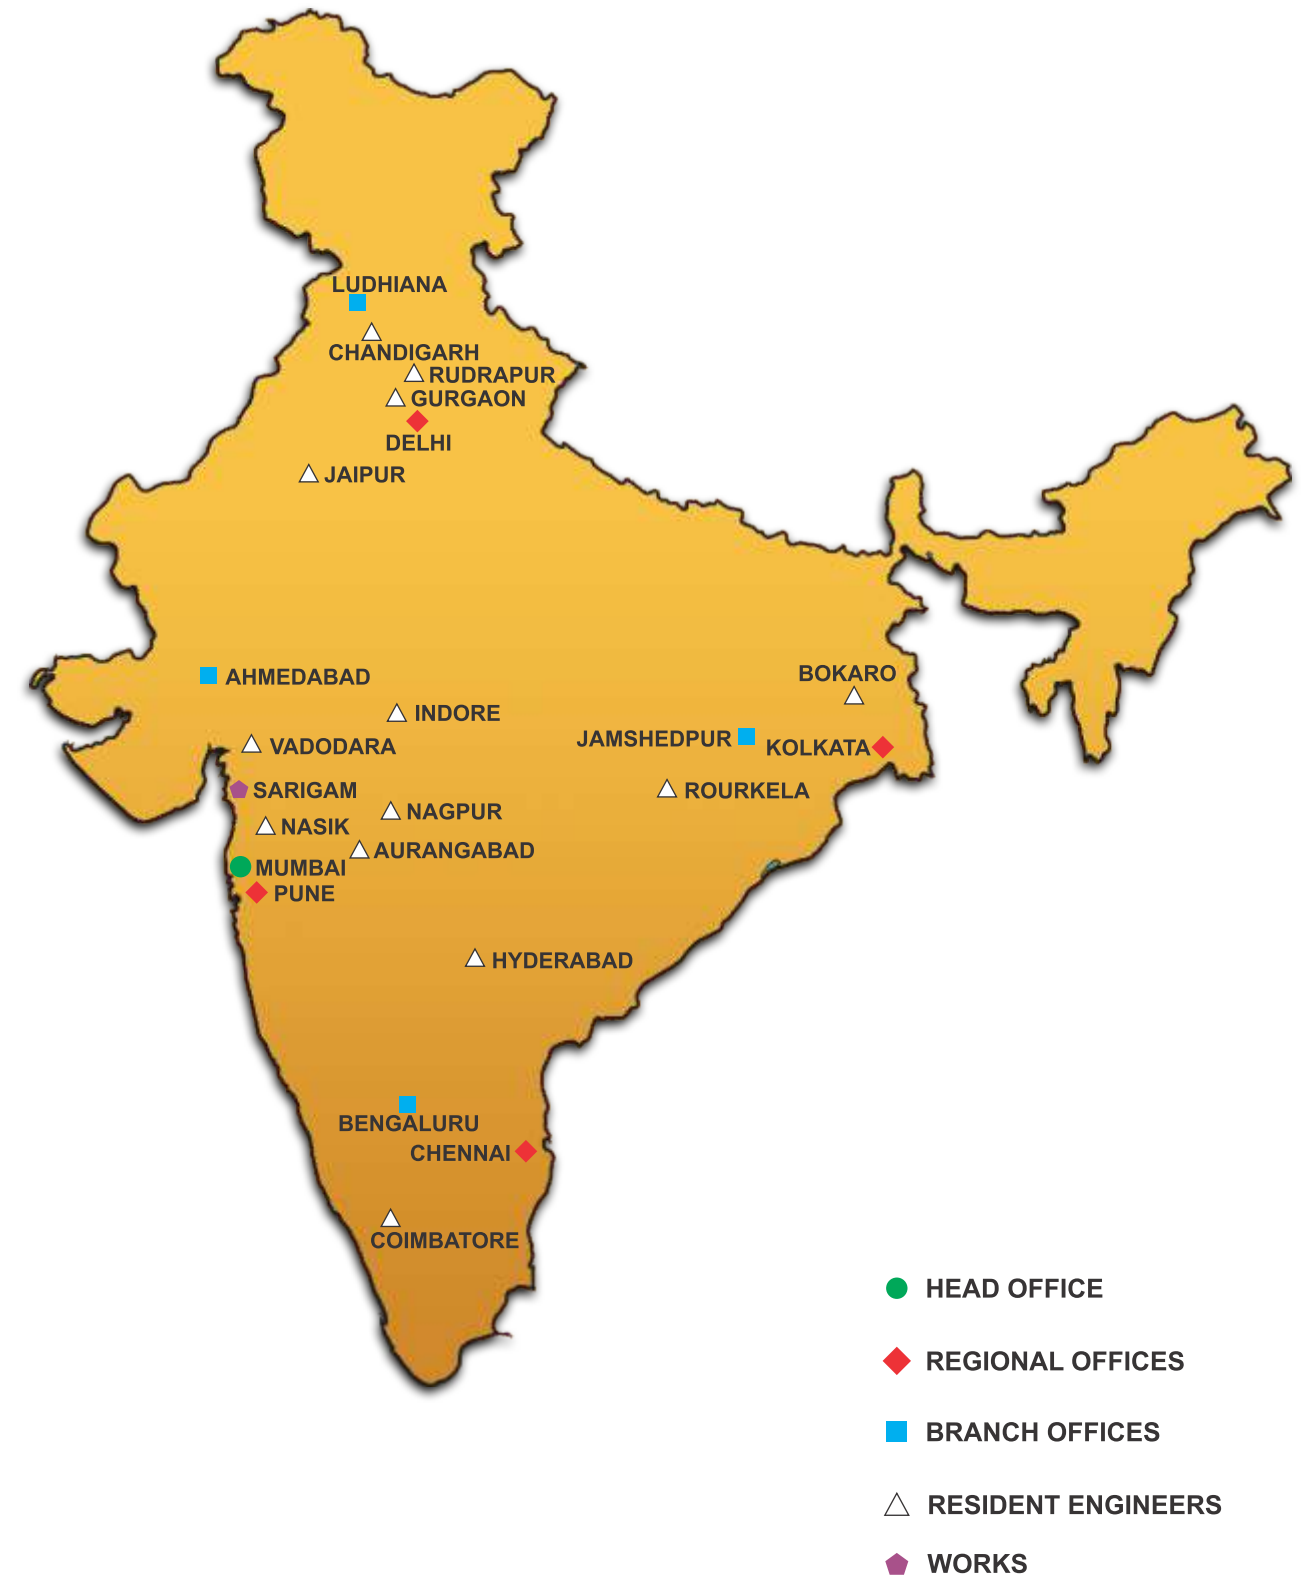 LUDHIANA
CHANDIGARH
RUDRAPUR
GURGAON
DELHI
JAIPUR
AHMEDABAD
BOKARO
INDORE
JAMSHEDPUR
VADODARA
KOLKATA
SARIGAM
ROURKELA
NAGPUR
NASIK
AURANGABAD
MUMBAI
PUNE
HYDERABAD
BENGALURU
CHENNAI
COIMBATORE
HEAD OFFICE
REGIONAL OFFICES
BRANCH OFFICES
RESIDENT ENGINEERS
WORKS